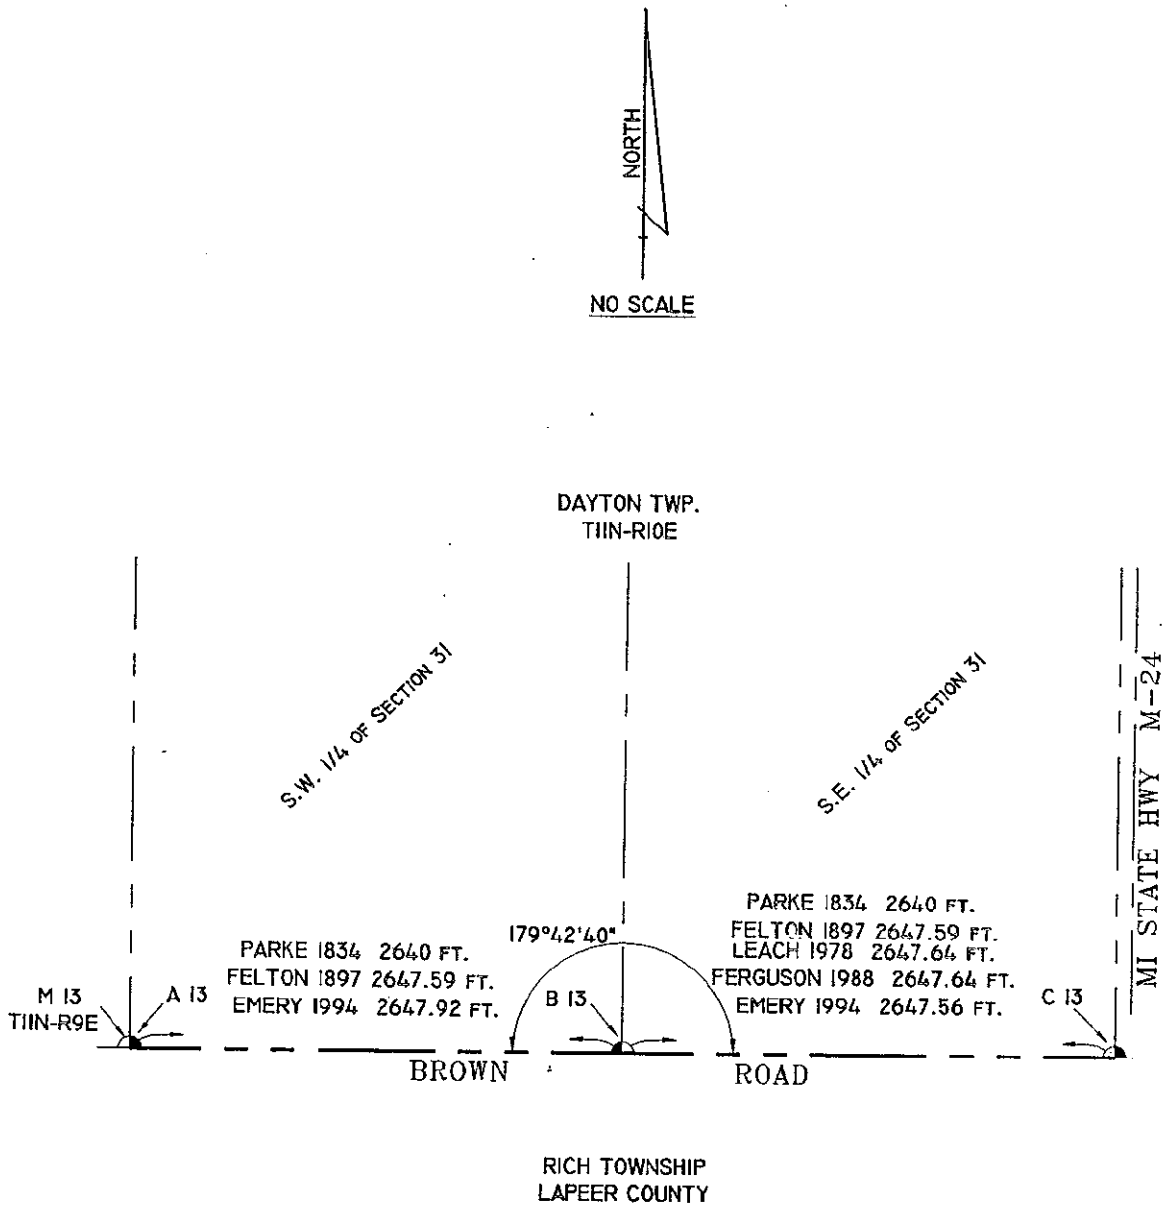 NORTH
NO SCALE
DAYTON TWP.
T11N-R10E
S.W. 1/4 OF SECTION 31
S.E. 1/4 OF SECTION 31
MI STATE HWY M-24
PARKE 1834 2640 FT.
FELTON 1897 2647.59 FT.
EMERY 1994 2647.92 FT.
179°42'40"
PARKE 1834 2640 FT.
FELTON 1897 2647.59 FT.
LEACH 1978 2647.64 FT.
FERGUSON 1988 2647.64 FT.
EMERY 1994 2647.56 FT.
M 13
T11N-R9E
A 13
B 13
C 13
BROWN ROAD
RICH TOWNSHIP
LAPEER COUNTY